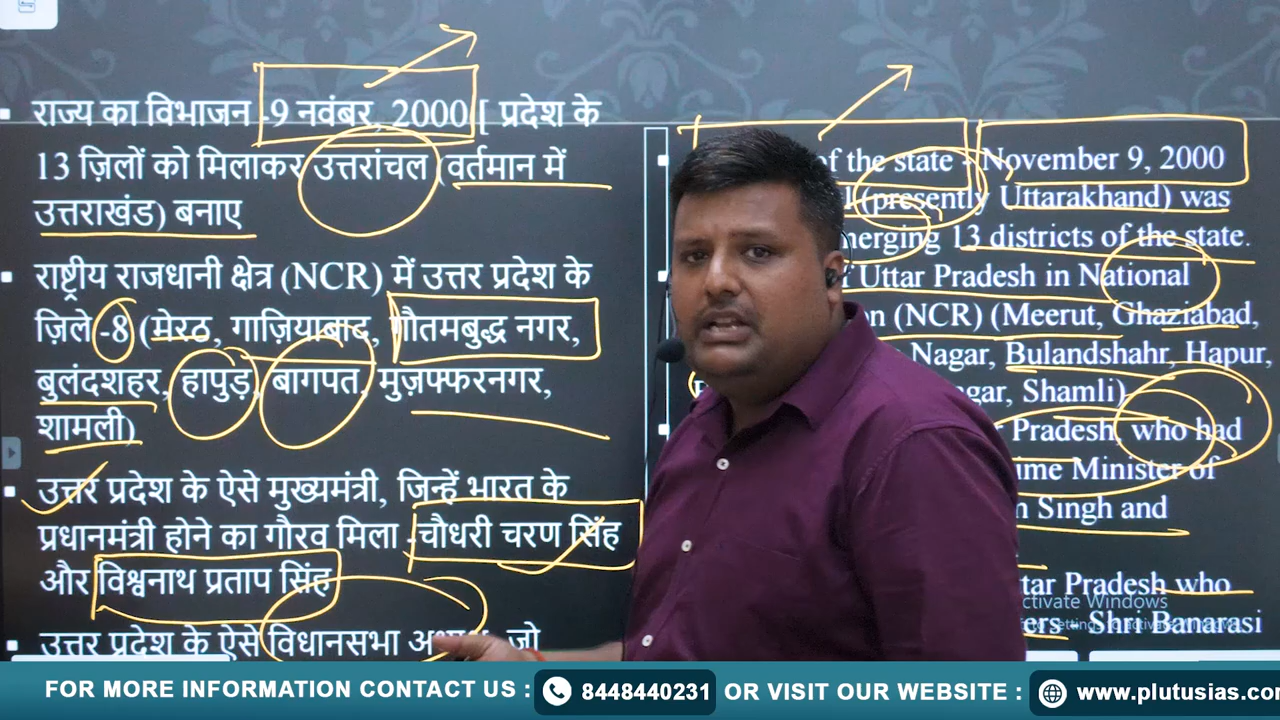 ▪ राज्य का विभाजन -9 नवंबर, 2000 [ प्रदेश के
13 ज़िलों को मिलाकर उत्तरांचल (वर्तमान में
उत्तराखंड) बनाए
▪ राष्ट्रीय राजधानी क्षेत्र (NCR) में उत्तर प्रदेश के
ज़िले -8 (मेरठ, गाज़ियाबाद, गौतमबुद्ध नगर,
बुलंदशहर, हापुड़, बागपत, मुज़फ्फरनगर,
शामली)
▪ उत्तर प्रदेश के ऐसे मुख्यमंत्री, जिन्हें भारत के
प्रधानमंत्री होने का गौरव मिला -चौधरी चरण सिंह
और विश्वनाथ प्रताप सिंह
▪ उत्तर प्रदेश के ऐसे विधानसभा जो
of the state - November 9, 2000
(presently Uttarakhand) was
merging 13 districts of the state.
f Uttar Pradesh in National
(NCR) (Meerut, Ghaziabad,
Nagar, Bulandshahr, Hapur,
Shamli)
Pradesh, who had
Minister of
Singh and
Pradesh who
- Shri Banarasi
ctivate Windows
FOR MORE INFORMATION CONTACT US : 8448440231 OR VISIT OUR WEBSITE : www.plutusias.co